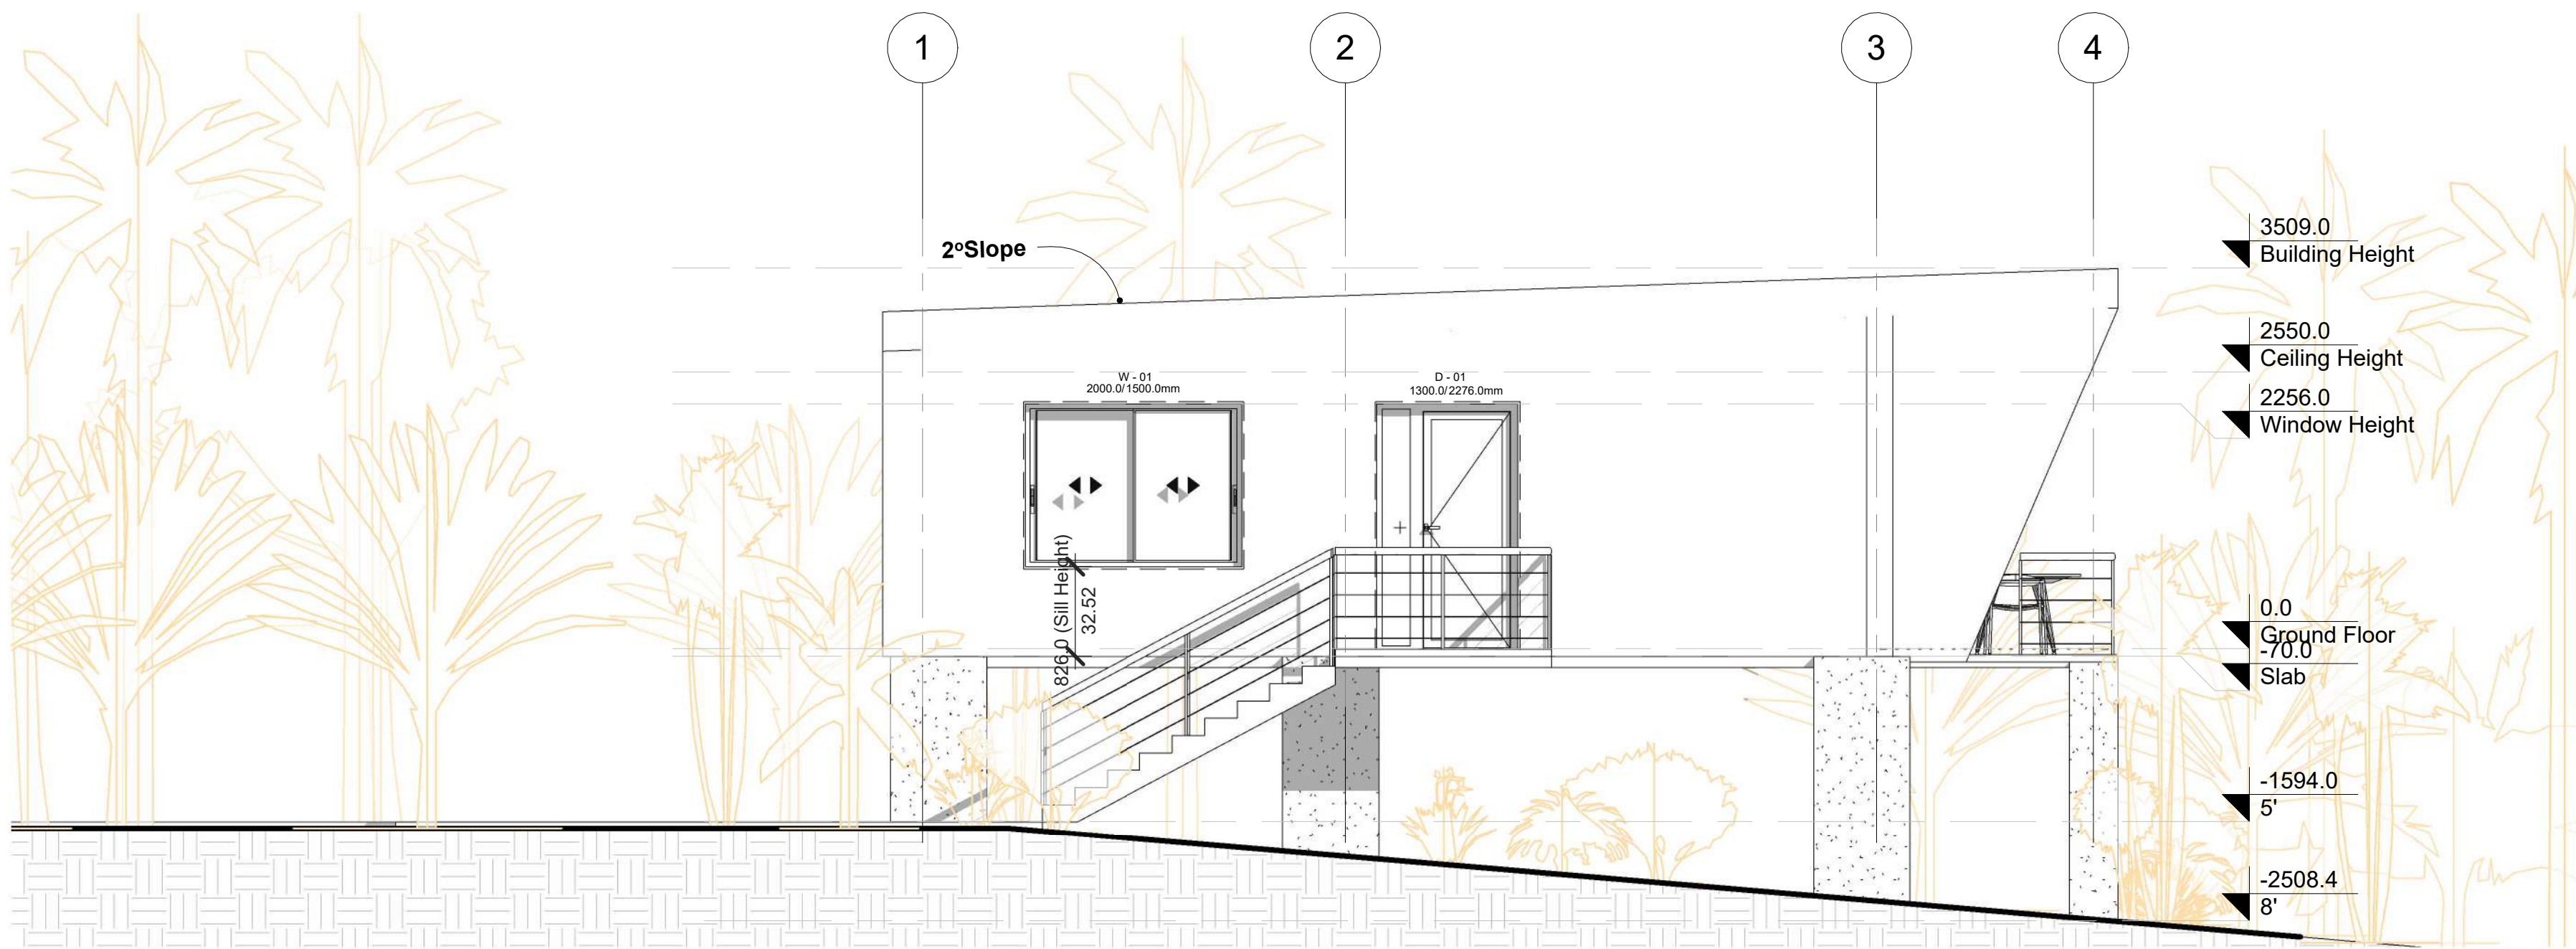 1
2
3
4
2ºSlope
3509.0
Building Height
2550.0
Ceiling Height
2256.0
Window Height
W - 01
2000.0/1500.0mm
D - 01
1300.0/2276.0mm
826.0 (Sill Height)
32.52
0.0
Ground Floor
-70.0
Slab
-1594.0
5'
-2508.4
8'